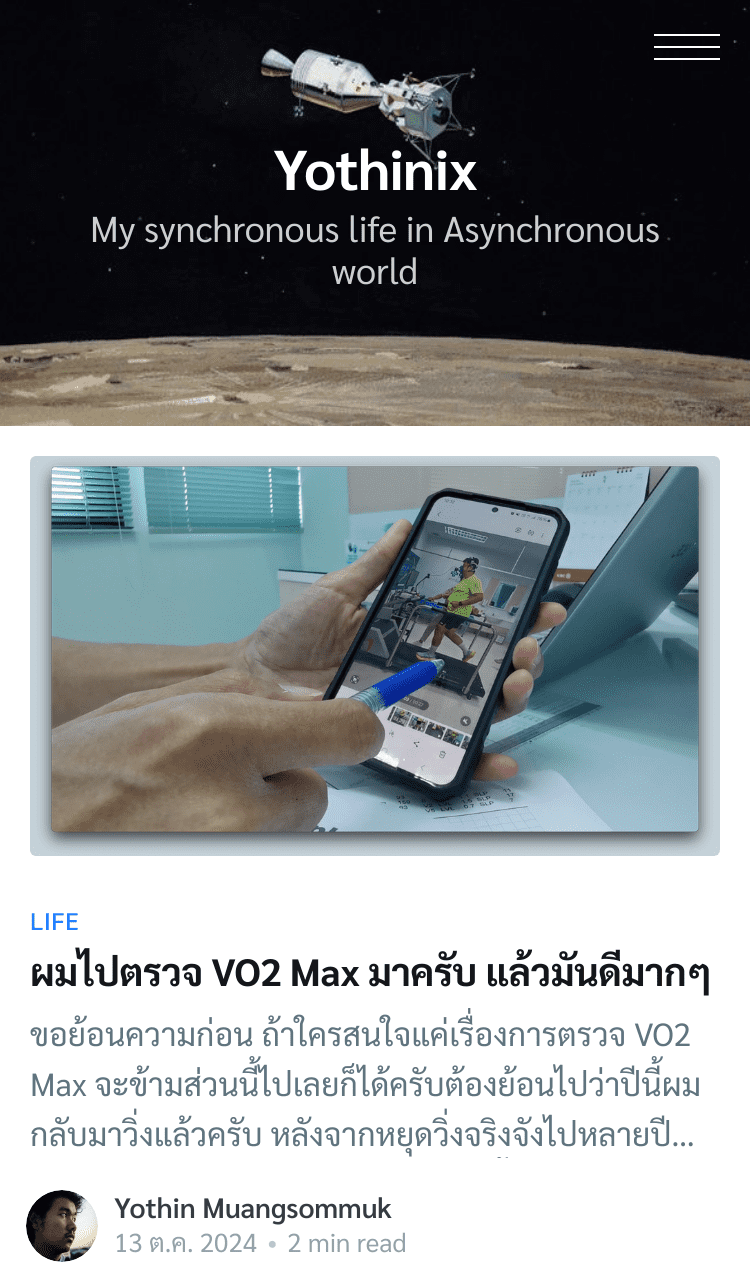 Yothinix
My synchronous life in Asynchronous
world
LIFE
ผมไปตรวจ VO2 Max มาครับ แล้วมันดีมากๆ
ขอย้อนความก่อน ถ้าใครสนใจแค่เรื่องการตรวจ VO2
Max จะข้ามส่วนนี้ไปเลยก็ได้ครับต้องย้อนไปว่าปีนี้ผม
กลับมาวิ่งแล้วครับ หลังจากหยุดวิ่งจริงจังไปหลายปี...
Yothin Muangsommuk
13 ต.ค. 2024 • 2 min read